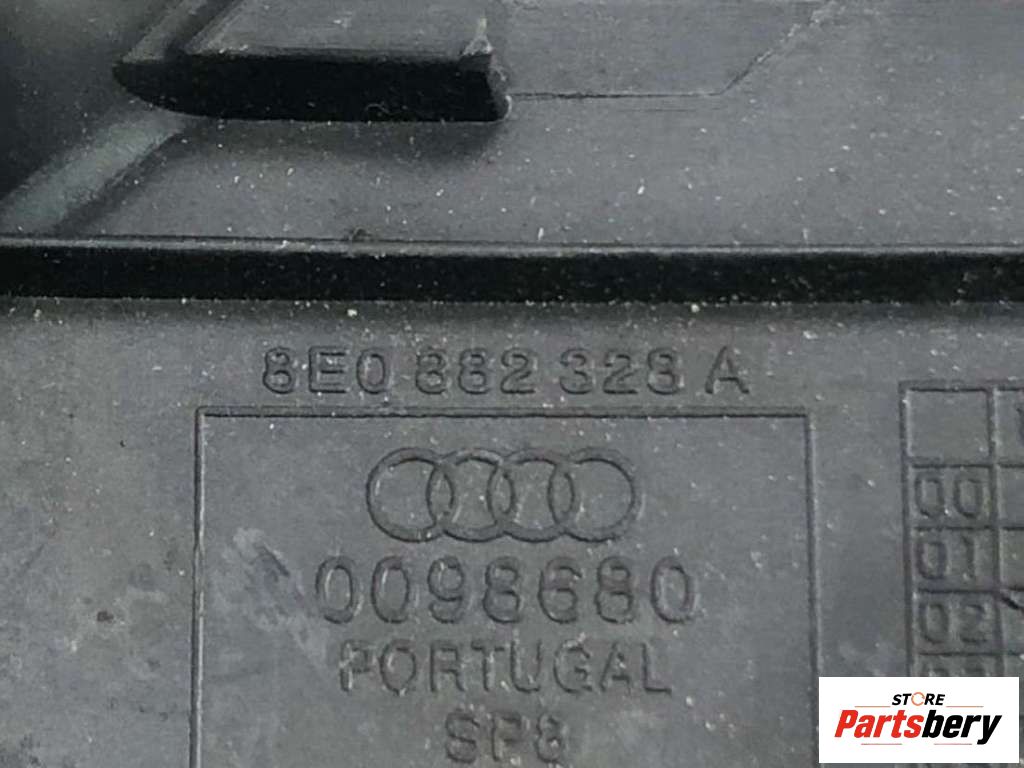 8E0 882 328 A
00
01
02
0098680
PORTUGAL
SP8
STORE
Partsbery